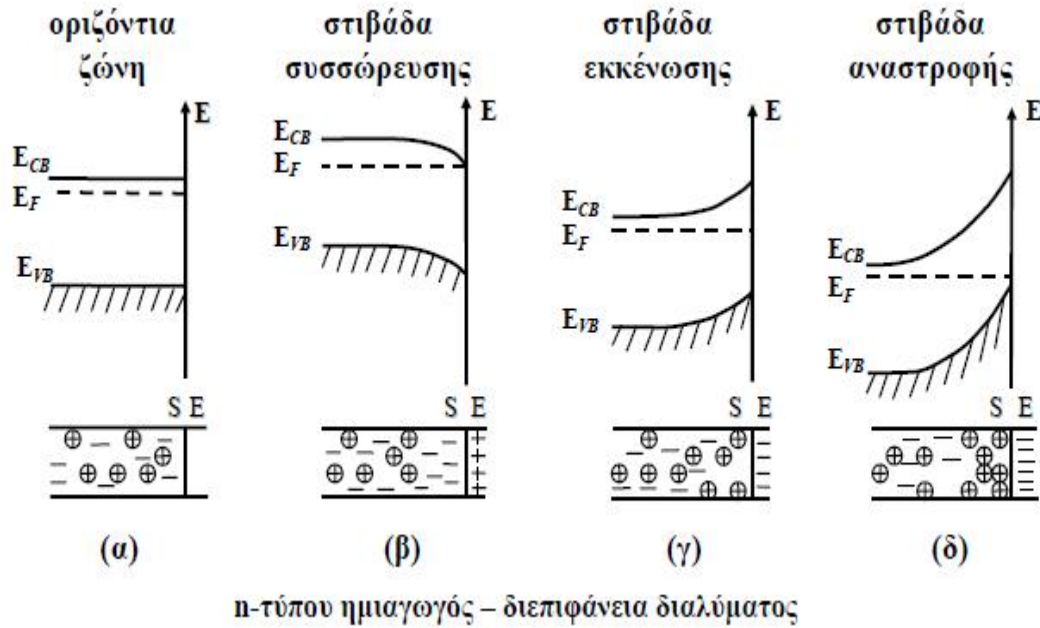 οριζόντια
ζώνη
στιβάδα
συσσώρευσης
στιβάδα
εκκένωσης
στιβάδα
αναστροφής
E
E_CB
E_F
E_VB
S E
E
E_CB
E_F
E_VB
S E
E
E_CB
E_F
E_VB
S E
E
E_CB
E_F
E_VB
S E
(α)
(β)
(γ)
(δ)
n-τύπου ημιαγωγός – διεπιφάνεια διαλύματος